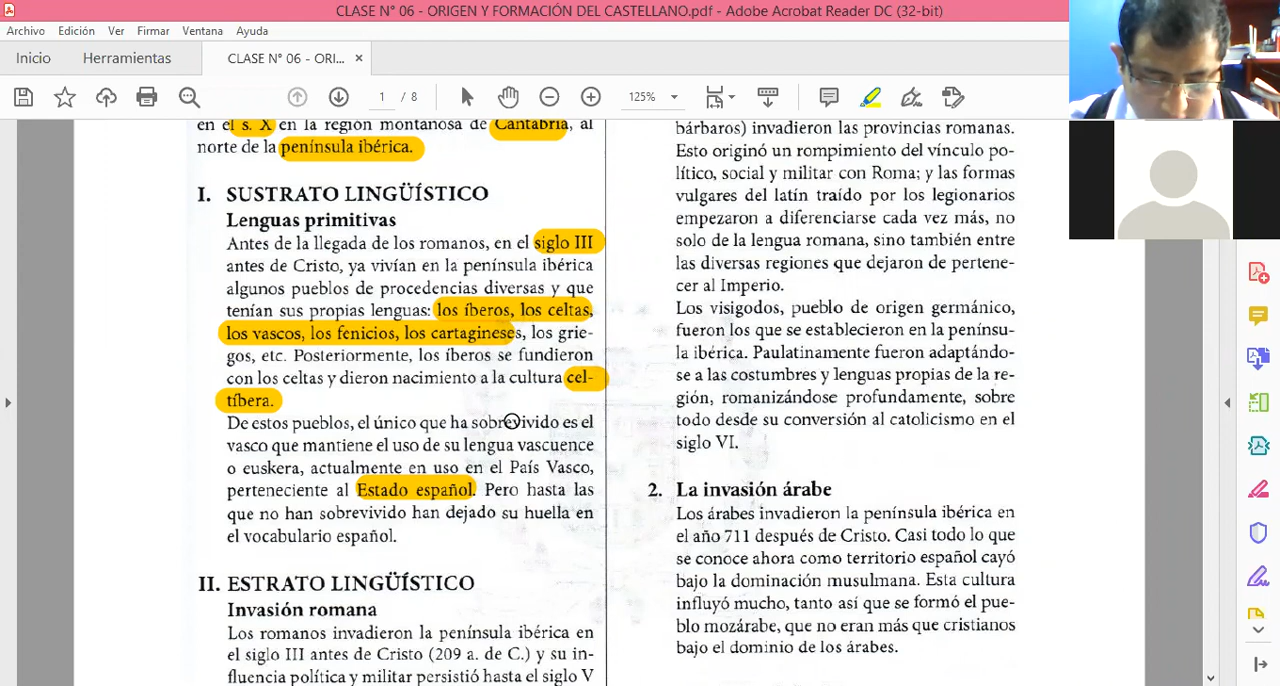 CLASE N° 06 - ORIGEN Y FORMACIÓN DEL CASTELLANO.pdf - Adobe Acrobat Reader DC (32-bit)
Archivo Edición Ver Firmar Ventana Ayuda
Inicio Herramientas CLASE N° 06 - ORI... ×
1 / 8 125%
en el s. X en la región montañosa de Cantabria, al
norte de la península ibérica.
I. SUSTRATO LINGÜÍSTICO
Lenguas primitivas
Antes de la llegada de los romanos, en el siglo III
antes de Cristo, ya vivían en la península ibérica
algunos pueblos de procedencias diversas y que
tenían sus propias lenguas: los íberos, los celtas,
los vascos, los fenicios, los cartagineses, los grie-
gos, etc. Posteriormente, los íberos se fundieron
con los celtas y dieron nacimiento a la cultura cel-
tíbera.
De estos pueblos, el único que ha sobrevivido es el
vasco que mantiene el uso de su lengua vascuence
o euskera, actualmente en uso en el País Vasco,
perteneciente al Estado español. Pero hasta las
que no han sobrevivido han dejado su huella en
el vocabulario español.
II. ESTRATO LINGÜÍSTICO
Invasión romana
Los romanos invadieron la península ibérica en
el siglo III antes de Cristo (209 a. de C.) y su in-
fluencia política y militar persistió hasta el siglo V
bárbaros) invadieron las provincias romanas.
Esto originó un rompimiento del vínculo po-
lítico, social y militar con Roma; y las formas
vulgares del latín traído por los legionarios
empezaron a diferenciarse cada vez más, no
solo de la lengua romana, sino también entre
las diversas regiones que dejaron de pertene-
cer al Imperio.
Los visigodos, pueblo de origen germánico,
fueron los que se establecieron en la penínsu-
la ibérica. Paulatinamente fueron adaptándo-
se a las costumbres y lenguas propias de la re-
gión, romanizándose profundamente, sobre
todo desde su conversión al catolicismo en el
siglo VI.
2. La invasión árabe
Los árabes invadieron la península ibérica en
el año 711 después de Cristo. Casi todo lo que
se conoce ahora como territorio español cayó
bajo la dominación musulmana. Esta cultura
influyó mucho, tanto así que se formó el pue-
blo mozárabe, que no eran más que cristianos
bajo el dominio de los árabes.